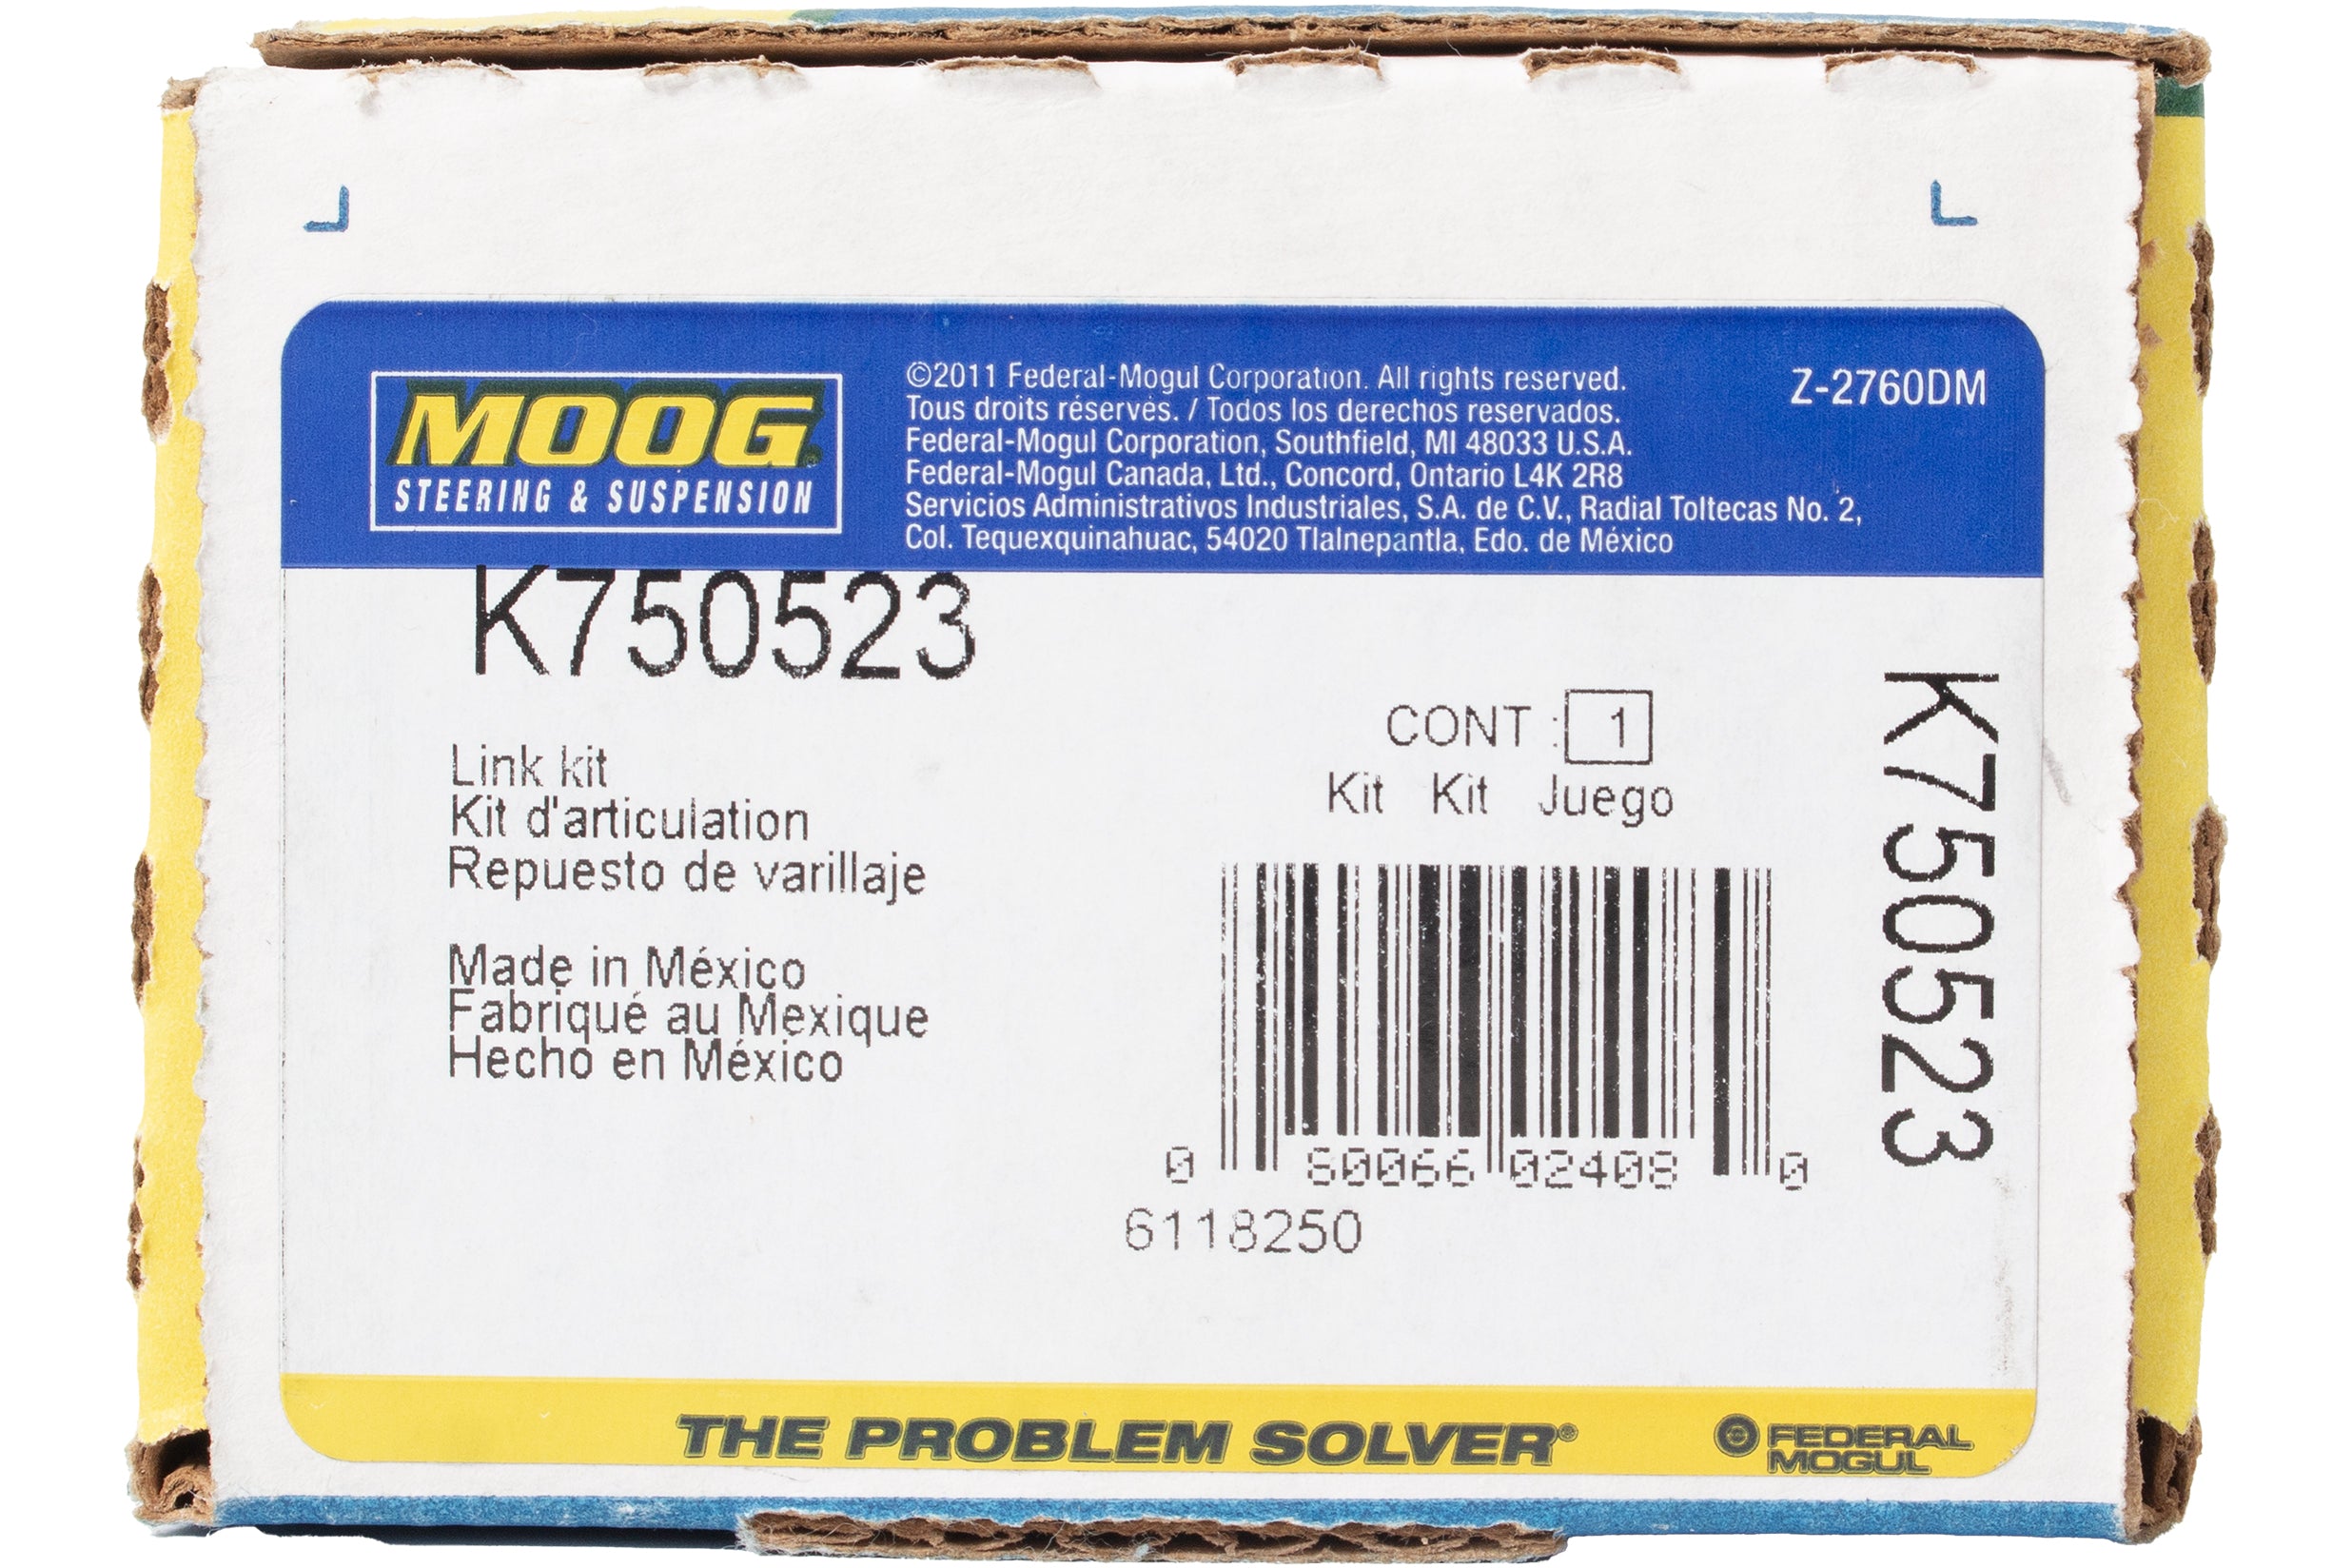 MOOG
STEERING & SUSPENSION
©2011 Federal-Mogul Corporation. All rights reserved.
Tous droits réservés. / Todos los derechos reservados.
Federal-Mogul Corporation, Southfield, MI 48033 U.S.A.
Federal-Mogul Canada, Ltd., Concord, Ontario L4K 2R8
Servicios Administrativos Industriales, S.A. de C.V., Radial Toltecas No. 2,
Col. Tequexquinahuac, 54020 Tlalnepantla, Edo. de México
Z-2760DM
K750523
Link kit
Kit d'articulation
Repuesto de varillaje
Made in México
Fabriqué au Mexique
Hecho en México
CONT : 1
Kit Kit Juego
0 80066 02408 0
6118250
K750523
THE PROBLEM SOLVER®
FEDERAL
MOGUL